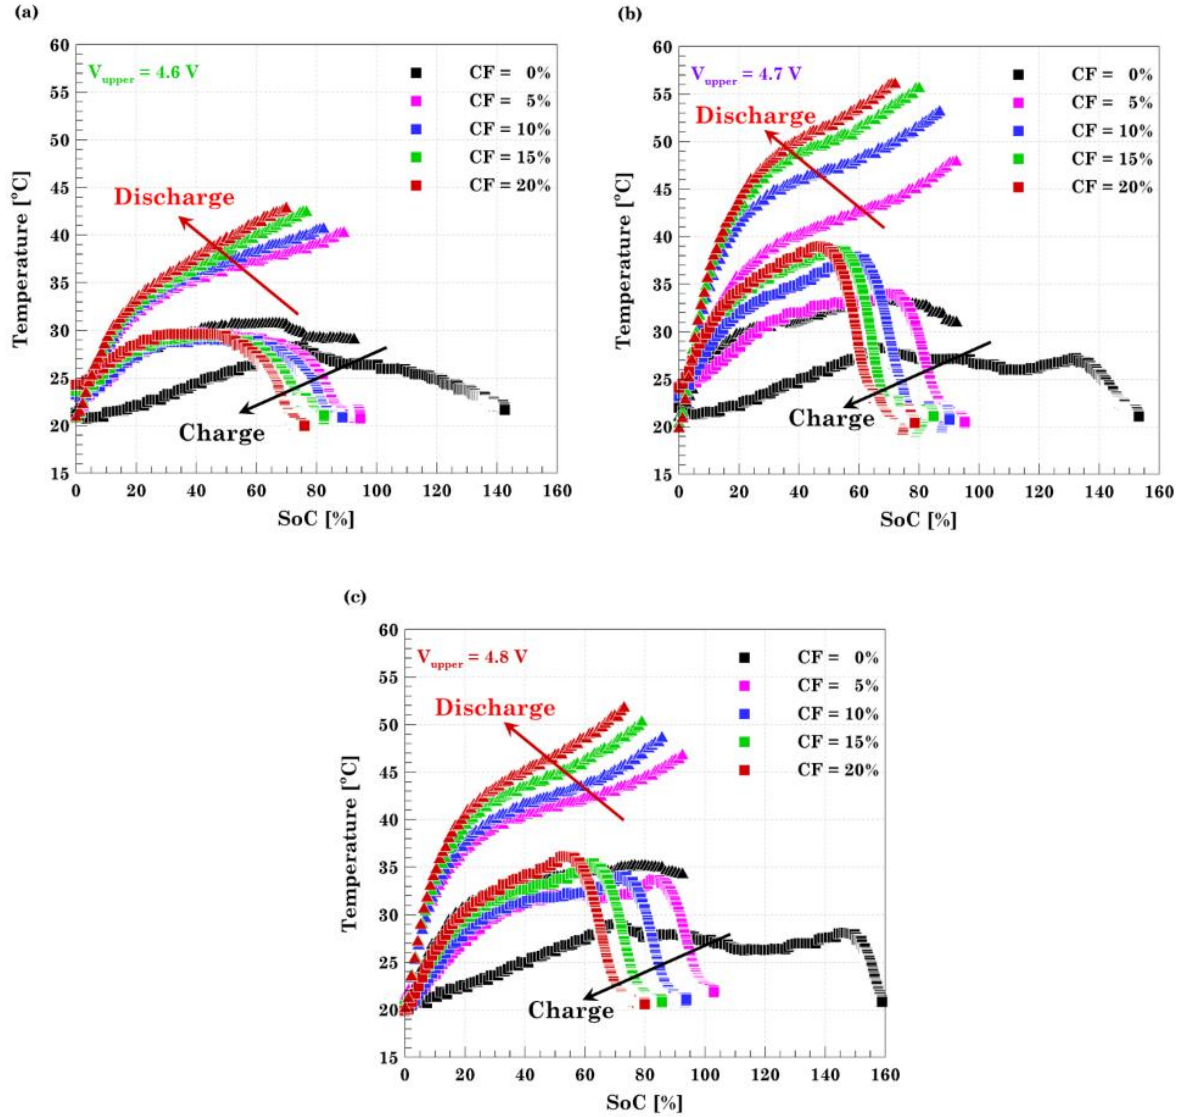 (a)
60
55
50
45
40
35
30
25
20
15
Temperature [°C]
V_upper = 4.6 V
CF = 0%
CF = 5%
CF = 10%
CF = 15%
CF = 20%
Discharge
Charge
0 20 40 60 80 100 120 140 160
SoC [%]
(b)
60
55
50
45
40
35
30
25
20
15
Temperature [°C]
V_upper = 4.7 V
CF = 0%
CF = 5%
CF = 10%
CF = 15%
CF = 20%
Discharge
Charge
0 20 40 60 80 100 120 140 160
SoC [%]
(c)
60
55
50
45
40
35
30
25
20
15
Temperature [°C]
V_upper = 4.8 V
CF = 0%
CF = 5%
CF = 10%
CF = 15%
CF = 20%
Discharge
Charge
0 20 40 60 80 100 120 140 160
SoC [%]